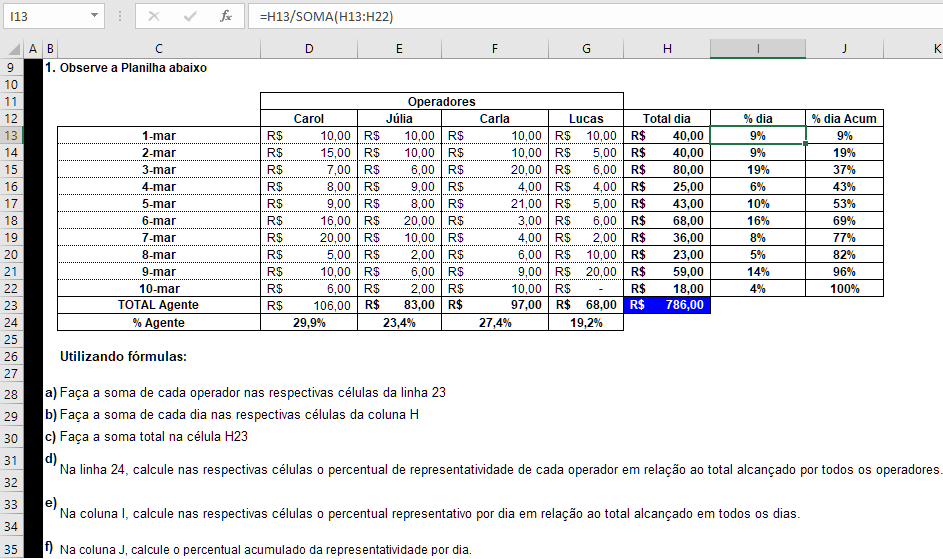 I13 fx =H13/SOMA(H13:H22)
A B C D E F G H I J K
9 1. Observe a Planilha abaixo
10
11 Operadores
12 Carol Júlia Carla Lucas Total dia % dia % dia Acum
13 1-mar R$ 10,00 R$ 10,00 R$ 10,00 R$ 10,00 R$ 40,00 9% 9%
14 2-mar R$ 15,00 R$ 10,00 R$ 10,00 R$ 5,00 R$ 40,00 9% 19%
15 3-mar R$ 7,00 R$ 6,00 R$ 20,00 R$ 6,00 R$ 80,00 19% 37%
16 4-mar R$ 8,00 R$ 9,00 R$ 4,00 R$ 4,00 R$ 25,00 6% 43%
17 5-mar R$ 9,00 R$ 8,00 R$ 21,00 R$ 5,00 R$ 43,00 10% 53%
18 6-mar R$ 16,00 R$ 20,00 R$ 3,00 R$ 6,00 R$ 68,00 16% 69%
19 7-mar R$ 20,00 R$ 10,00 R$ 4,00 R$ 2,00 R$ 36,00 8% 77%
20 8-mar R$ 5,00 R$ 2,00 R$ 6,00 R$ 10,00 R$ 23,00 5% 82%
21 9-mar R$ 10,00 R$ 6,00 R$ 9,00 R$ 20,00 R$ 59,00 14% 96%
22 10-mar R$ 6,00 R$ 2,00 R$ 10,00 R$ - R$ 18,00 4% 100%
23 TOTAL Agente R$ 106,00 R$ 83,00 R$ 97,00 R$ 68,00 R$ 786,00
24 % Agente 29,9% 23,4% 27,4% 19,2%
25
26 Utilizando fórmulas:
27
28 a) Faça a soma de cada operador nas respectivas células da linha 23
29 b) Faça a soma de cada dia nas respectivas células da coluna H
30 c) Faça a soma total na célula H23
31 d) Na linha 24, calcule nas respectivas células o percentual de representatividade de cada operador em relação ao total alcançado por todos os operadores.
32
33 e) Na coluna I, calcule nas respectivas células o percentual representativo por dia em relação ao total alcançado em todos os dias.
34
35 f) Na coluna J, calcule o percentual acumulado da representatividade por dia.